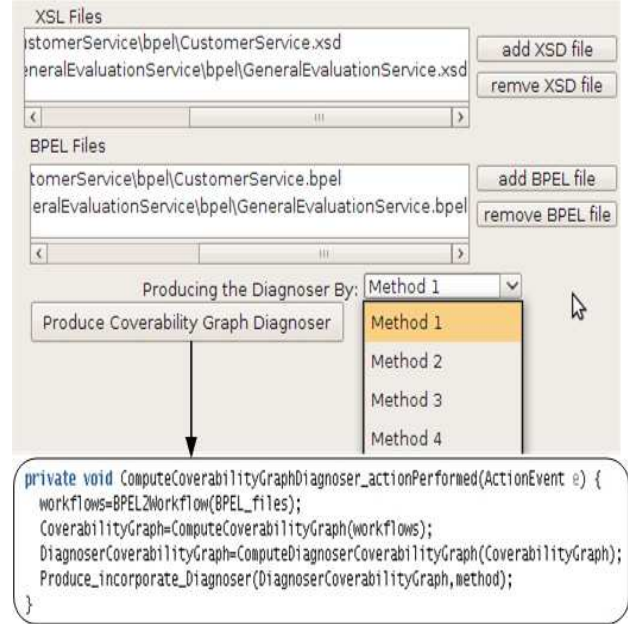 XSL Files
istomerService\bpel\CustomerService.xsd
add XSD file
eneralEvaluationService\bpel\GeneralEvaluationService.xsd
remve XSD file
BPEL Files
tomerService\bpel\CustomerService.bpel
add BPEL file
eralEvaluationService\bpel\GeneralEvaluationService.bpel
remove BPEL file
Producing the Diagnoser By: Method 1
Produce Coverability Graph Diagnoser
Method 1
Method 2
Method 3
Method 4
private void ComputeCoverabilityGraphDiagnoser_actionPerformed(ActionEvent e) {
workflows=BPEL2Workflow(BPEL_files);
CoverabilityGraph=ComputeCoverabilityGraph(workflows);
DiagnoserCoverabilityGraph=ComputeDiagnoserCoverabilityGraph(CoverabilityGraph);
Produce_incorporate_Diagnoser(DiagnoserCoverabilityGraph,method);
}